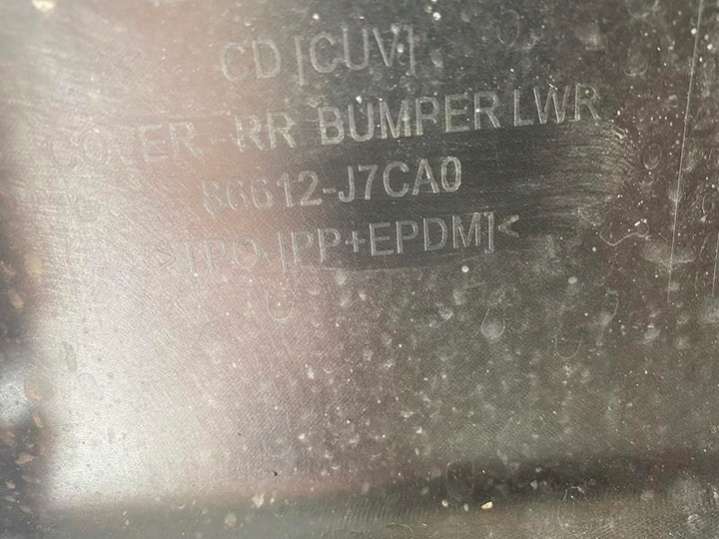 CD [CUV]
COVER-RR BUMPER LWR
86612-J7CA0
>TPO-[PP+EPDM]<